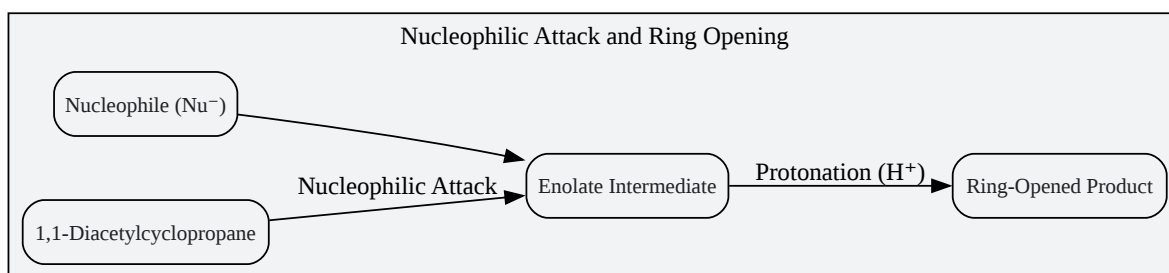 Nucleophilic Attack and Ring Opening
Nucleophile (Nu⁻)
Nucleophilic Attack
1,1-Diacetylcyclopropane
Enolate Intermediate
Protonation (H⁺)
Ring-Opened Product